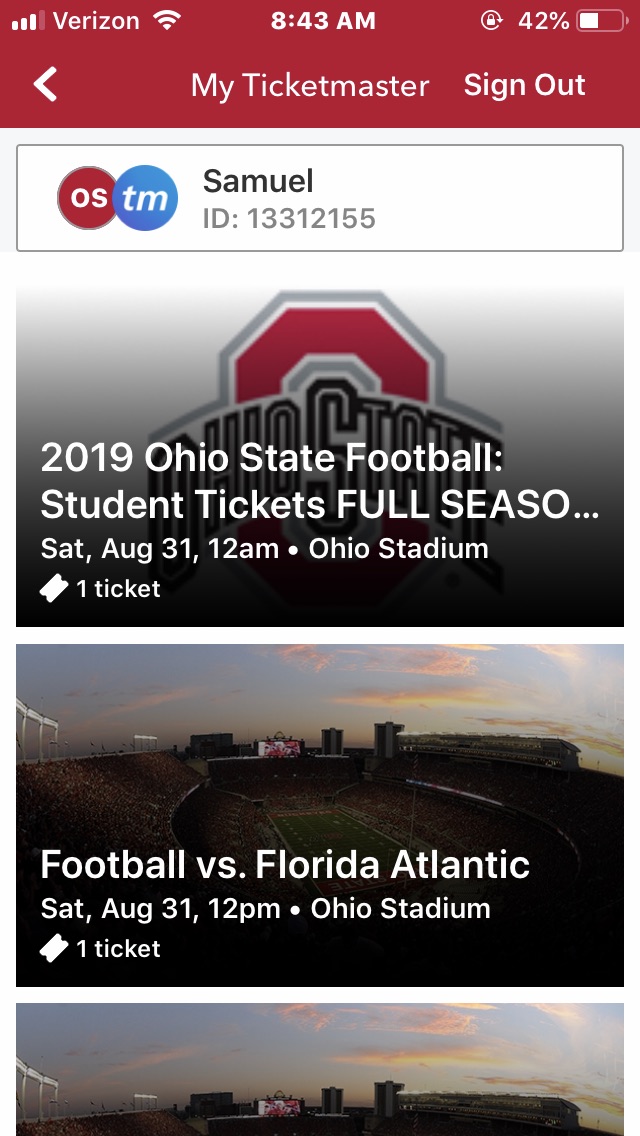 Verizon 8:43 AM 42%
My Ticketmaster Sign Out
os tm Samuel
ID: 13312155
OHIO STATE
2019 Ohio State Football:
Student Tickets FULL SEASO...
Sat, Aug 31, 12am • Ohio Stadium
1 ticket
Football vs. Florida Atlantic
Sat, Aug 31, 12pm • Ohio Stadium
1 ticket